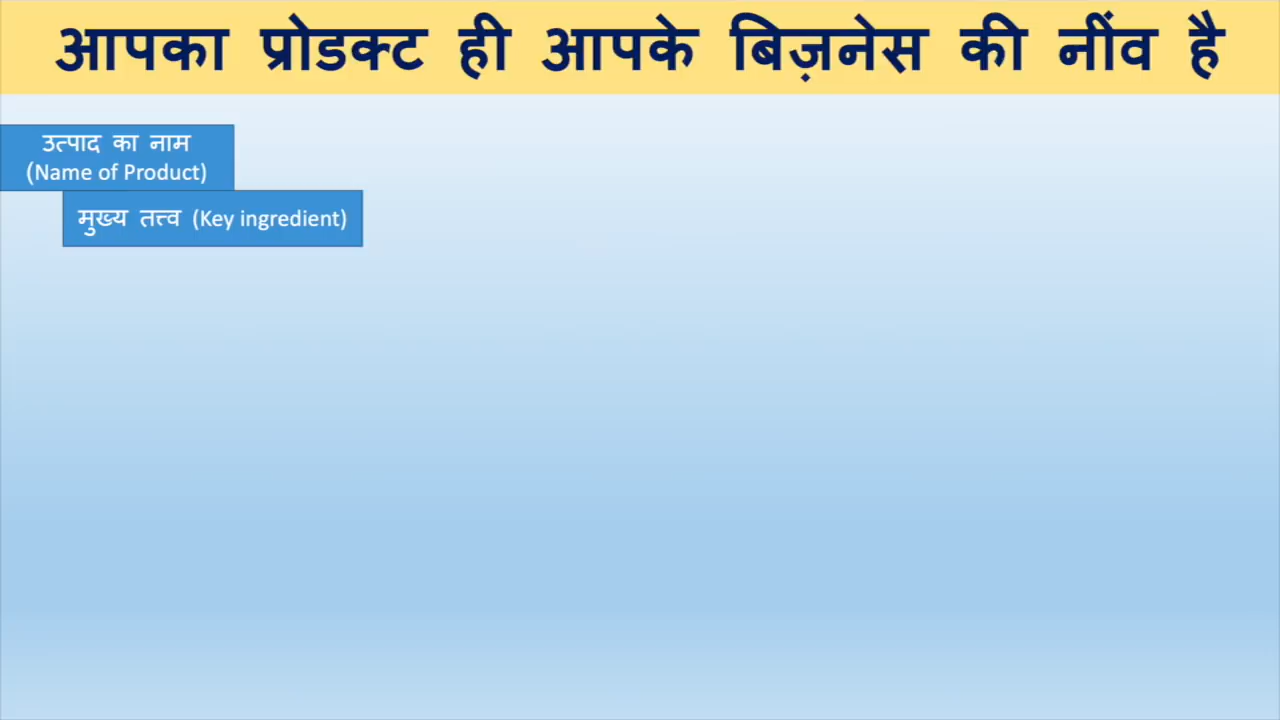 आपका प्रोडक्ट ही आपके बिज़नेस की नींव है
उत्पाद का नाम
(Name of Product)
मुख्य तत्त्व (Key ingredient)